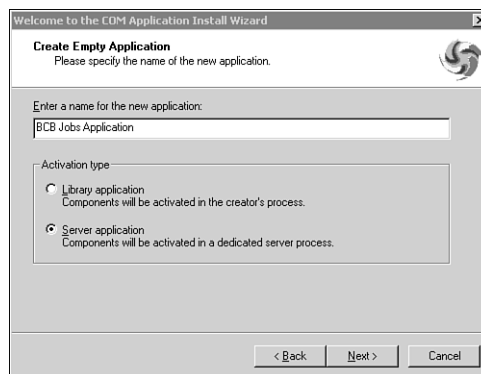 Welcome to the COM Application Install Wizard
Create Empty Application
Please specify the name of the new application.
Enter a name for the new application:
BCB Jobs Application
Activation type
Library application
Components will be activated in the creator's process.
Server application
Components will be activated in a dedicated server process.
< Back Next > Cancel